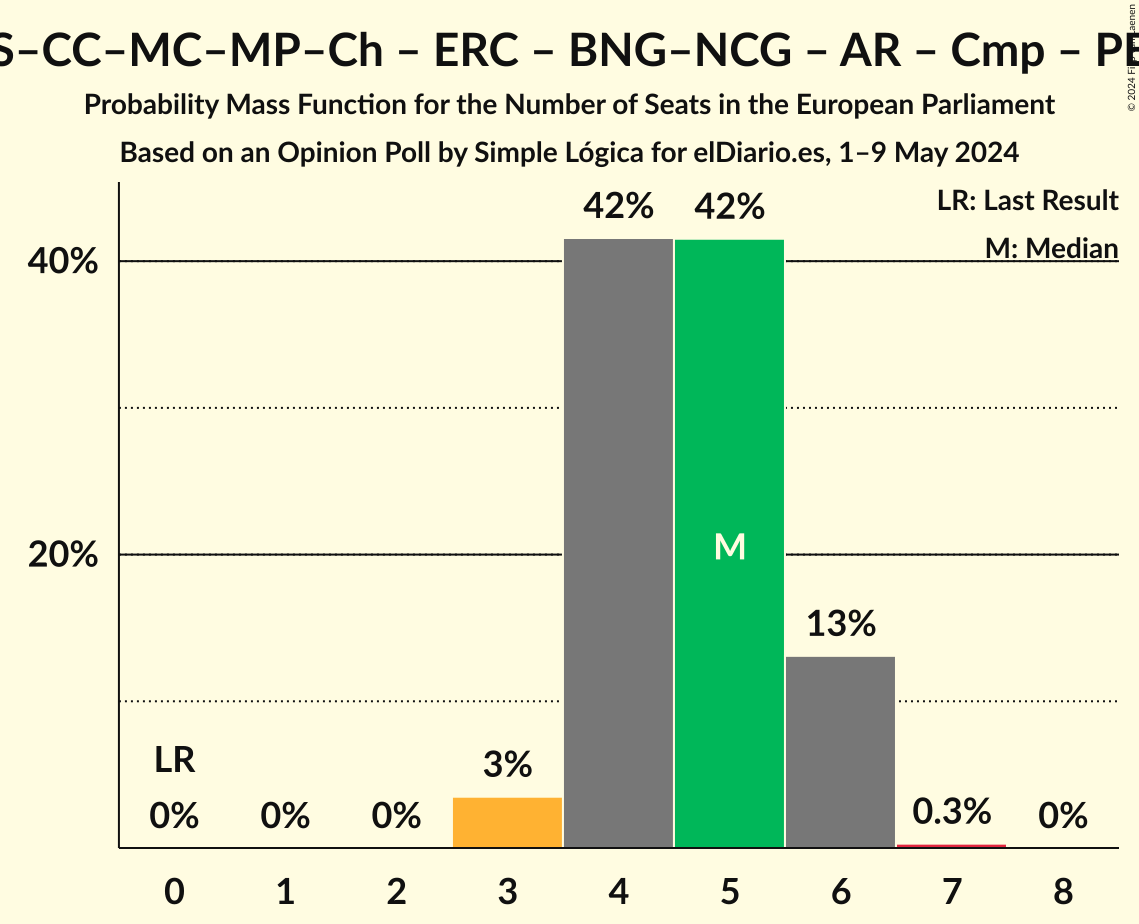 S–CC–MC–MP–Ch – ERC – BNG–NCG – AR – Cmp –
Probability Mass Function for the Number of Seats in the European Parliament
Based on an Opinion Poll by Simple Lógica for elDiario.es, 1–9 May 2024
LR: Last Result
M: Median
42% 42%
40%
20%
M
13%
LR
3%
0% 0% 0% 0.3% 0%
0 1 2 3 4 5 6 7 8
© 2024